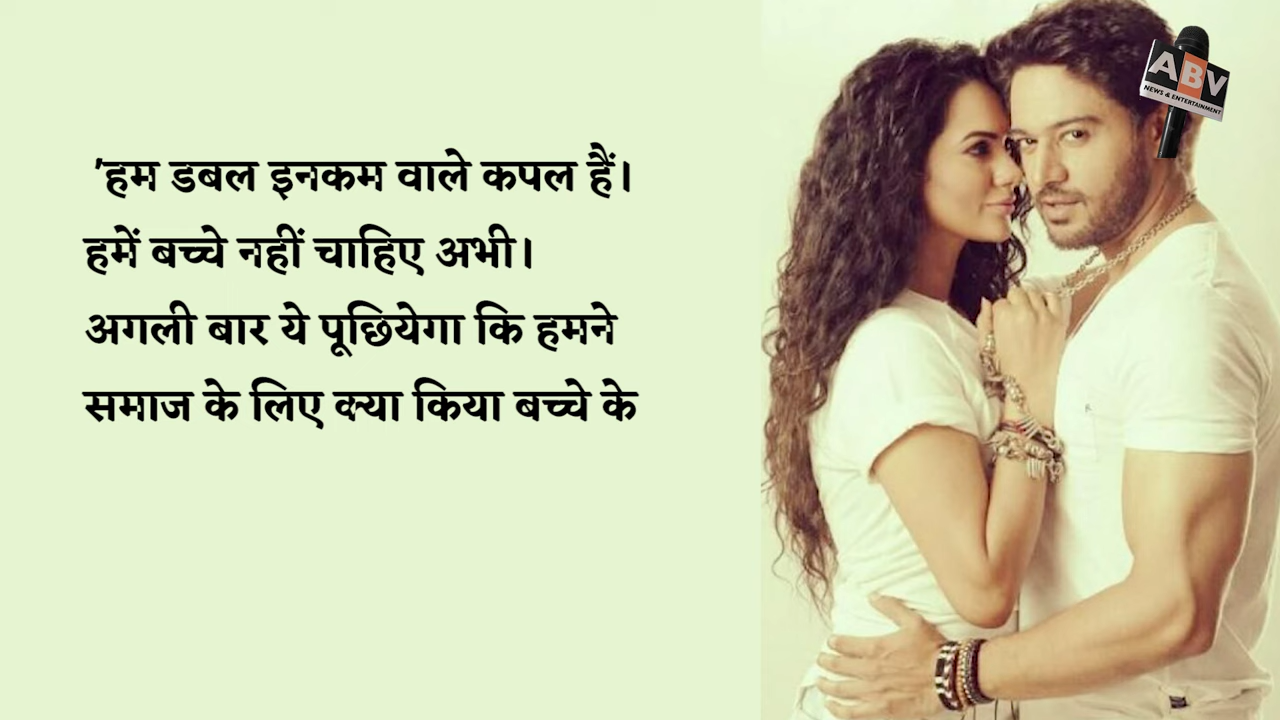 'हम डबल इनकम वाले कपल हैं।
हमें बच्चे नहीं चाहिए अभी।
अगली बार ये पूछियेगा कि हमने
समाज के लिए क्या किया बच्चे के
ABV
NEWS & ENTERTAINMENT